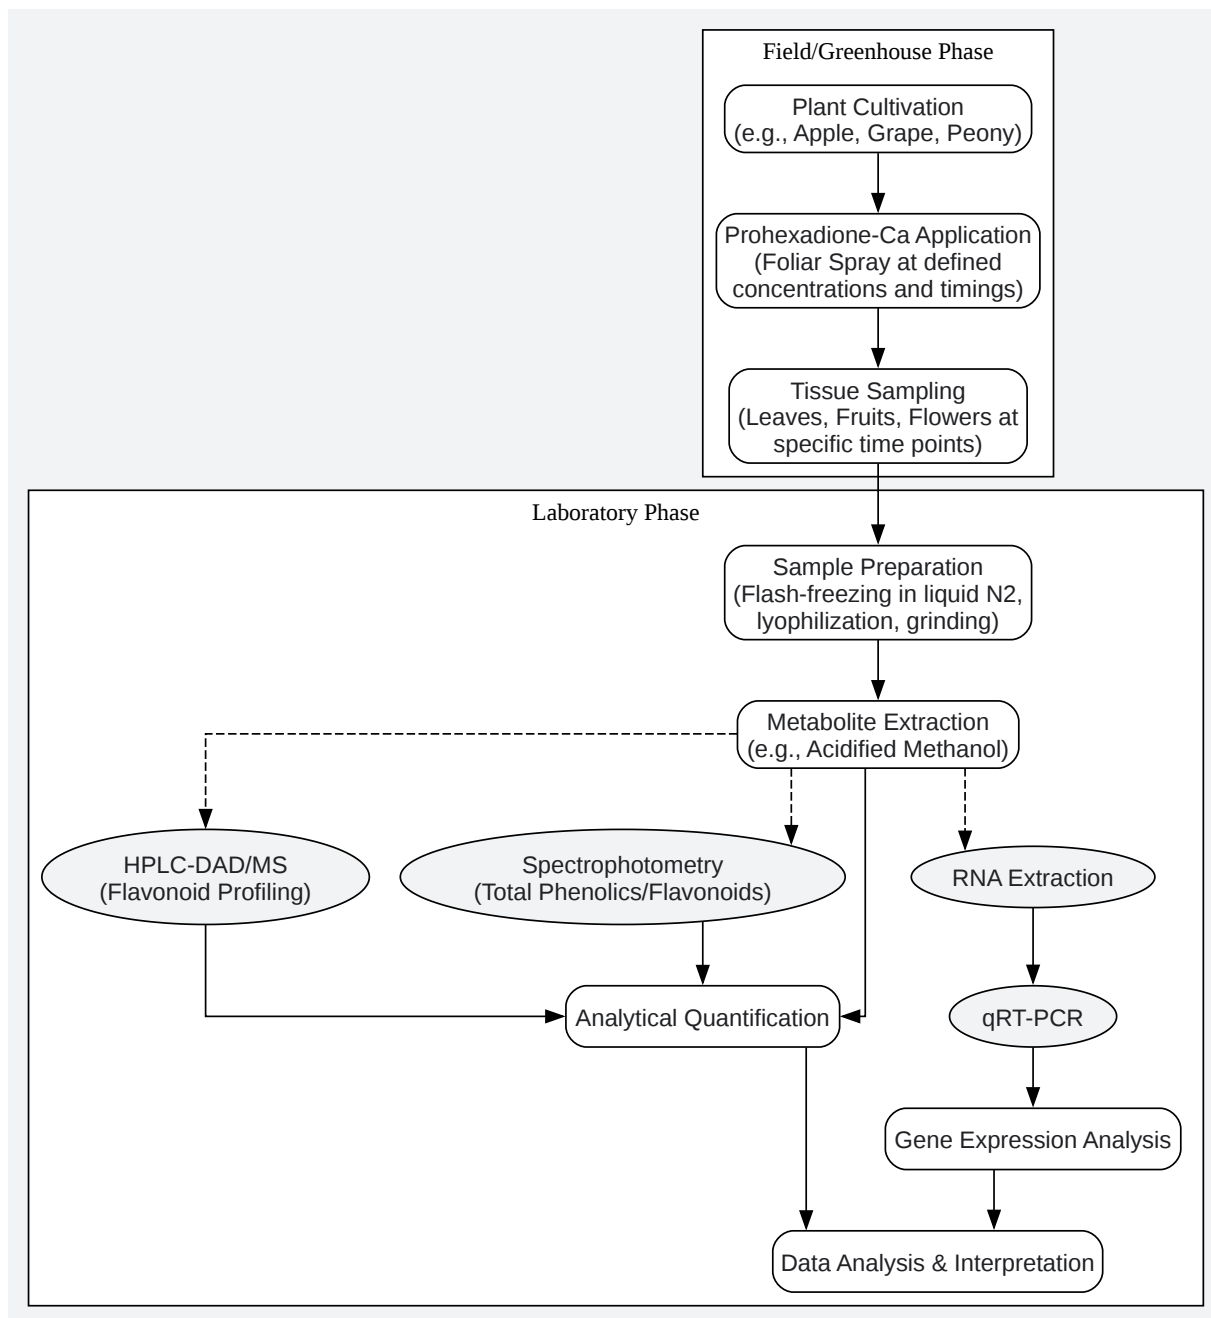 Field/Greenhouse Phase
Plant Cultivation
(e.g., Apple, Grape, Peony)
Prohexadione-Ca Application
(Foliar Spray at defined
concentrations and timings)
Tissue Sampling
(Leaves, Fruits, Flowers at
specific time points)
Laboratory Phase
Sample Preparation
(Flash-freezing in liquid N2,
lyophilization, grinding)
Metabolite Extraction
(e.g., Acidified Methanol)
HPLC-DAD/MS
(Flavonoid Profiling)
Spectrophotometry
(Total Phenolics/Flavonoids)
RNA Extraction
Analytical Quantification
qRT-PCR
Gene Expression Analysis
Data Analysis & Interpretation